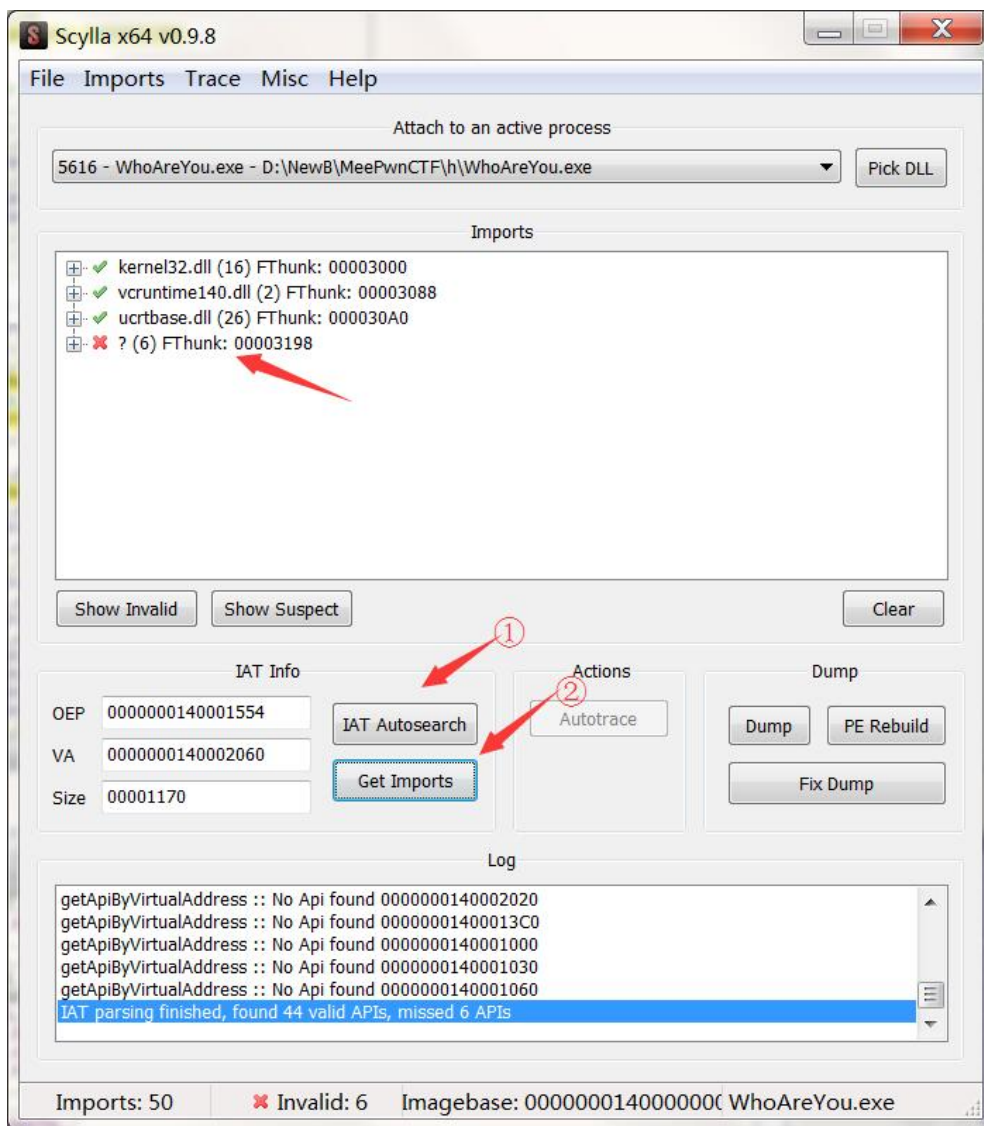 Scylla x64 v0.9.8
File Imports Trace Misc Help
Attach to an active process
5616 - WhoAreYou.exe - D:\NewB\MeePwnCTF\h\WhoAreYou.exe
Pick DLL
Imports
kernel32.dll (16) FThunk: 00003000
vcruntime140.dll (2) FThunk: 00003088
ucrtbase.dll (26) FThunk: 000030A0
? (6) FThunk: 00003198
Show Invalid Show Suspect Clear
①
IAT Info Actions Dump
②
OEP 0000000140001554 IAT Autosearch Autotrace Dump PE Rebuild
VA 0000000140002060
Get Imports Fix Dump
Size 00001170
Log
getApiByVirtualAddress :: No Api found 0000000140002020
getApiByVirtualAddress :: No Api found 00000001400013C0
getApiByVirtualAddress :: No Api found 0000000140001000
getApiByVirtualAddress :: No Api found 0000000140001030
getApiByVirtualAddress :: No Api found 0000000140001060
IAT parsing finished, found 44 valid APIs, missed 6 APIs
Imports: 50 Invalid: 6 Imagebase: 0000000140000000 WhoAreYou.exe